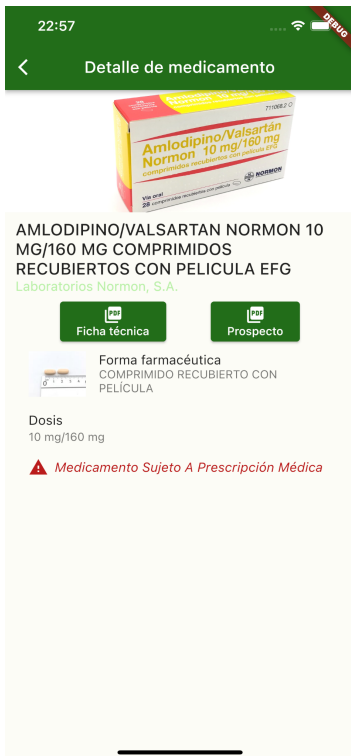 22:57
DEBUG
Detalle de medicamento
711068.2
Amlodipino/Valsartán
Normon 10 mg/160 mg
comprimidos recubiertos con película EFG
Vía oral
28 comprimidos recubiertos con película
NORMON
AMLODIPINO/VALSARTAN NORMON 10
MG/160 MG COMPRIMIDOS
RECUBIERTOS CON PELICULA EFG
Laboratorios Normon, S.A.
PDF
Ficha técnica
PDF
Prospecto
Forma farmacéutica
COMPRIMIDO RECUBIERTO CON
PELÍCULA
Dosis
10 mg/160 mg
Medicamento Sujeto A Prescripción Médica